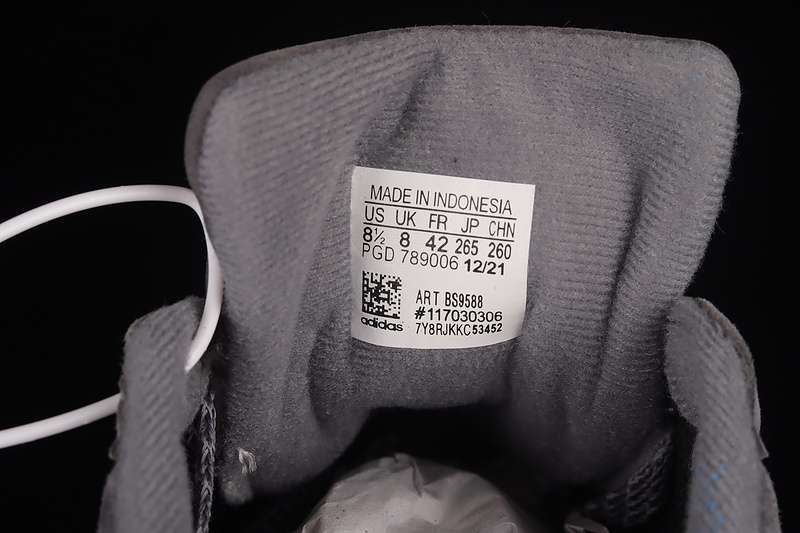 MADE IN INDONESIA
US UK FR JP CHN
8½ 8 42 265 260
PGD 789006 12/21
ART BS9588
#117030306
adidas 7Y8RJKKC53452